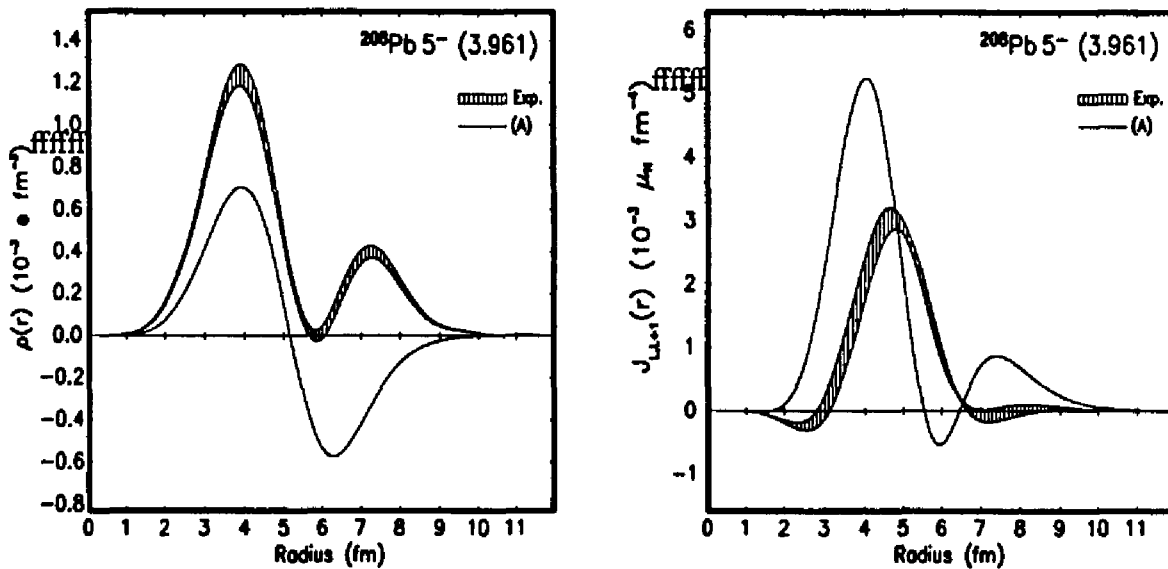 ²⁰⁸Pb 5⁻ (3.961)
Exp.
(A)
ρ(r) (10⁻³ e fm⁻³)
ffffff
1.4
1.2
1.0
0.8
0.6
0.4
0.2
0.0
−0.2
−0.4
−0.6
−0.8
0 1 2 3 4 5 6 7 8 9 10 11
Radius (fm)
²⁰⁸Pb 5⁻ (3.961)
Exp.
(A)
(r) (10⁻³ μ_N fm⁻⁴)
ffffff
6
5
4
3
2
1
0
−1
0 1 2 3 4 5 6 7 8 9 10 11
Radius (fm)